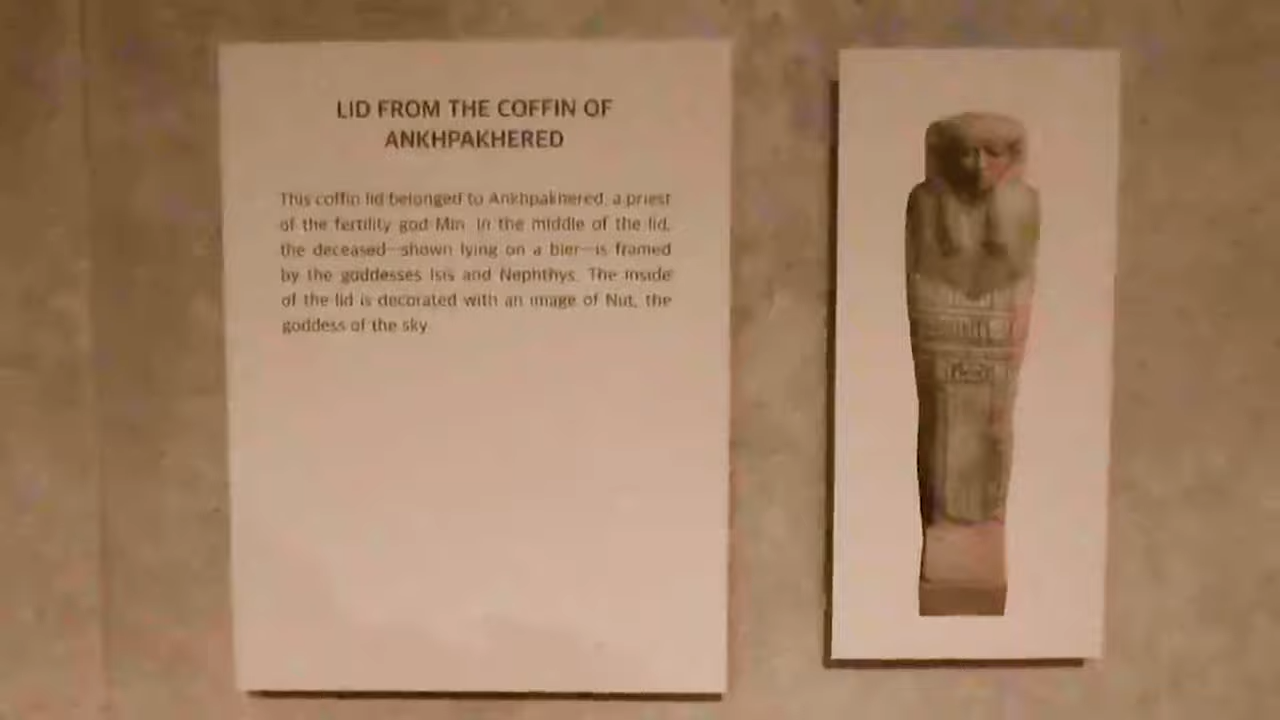 LID FROM THE COFFIN OF
ANKHPAKHERED
This coffin lid belonged to Ankhpakhered, a priest
of the fertility god Min. In the middle of the lid,
the deceased—shown lying on a bier—is framed
by the goddesses Isis and Nephthys. The inside
of the lid is decorated with an image of Nut, the
goddess of the sky.